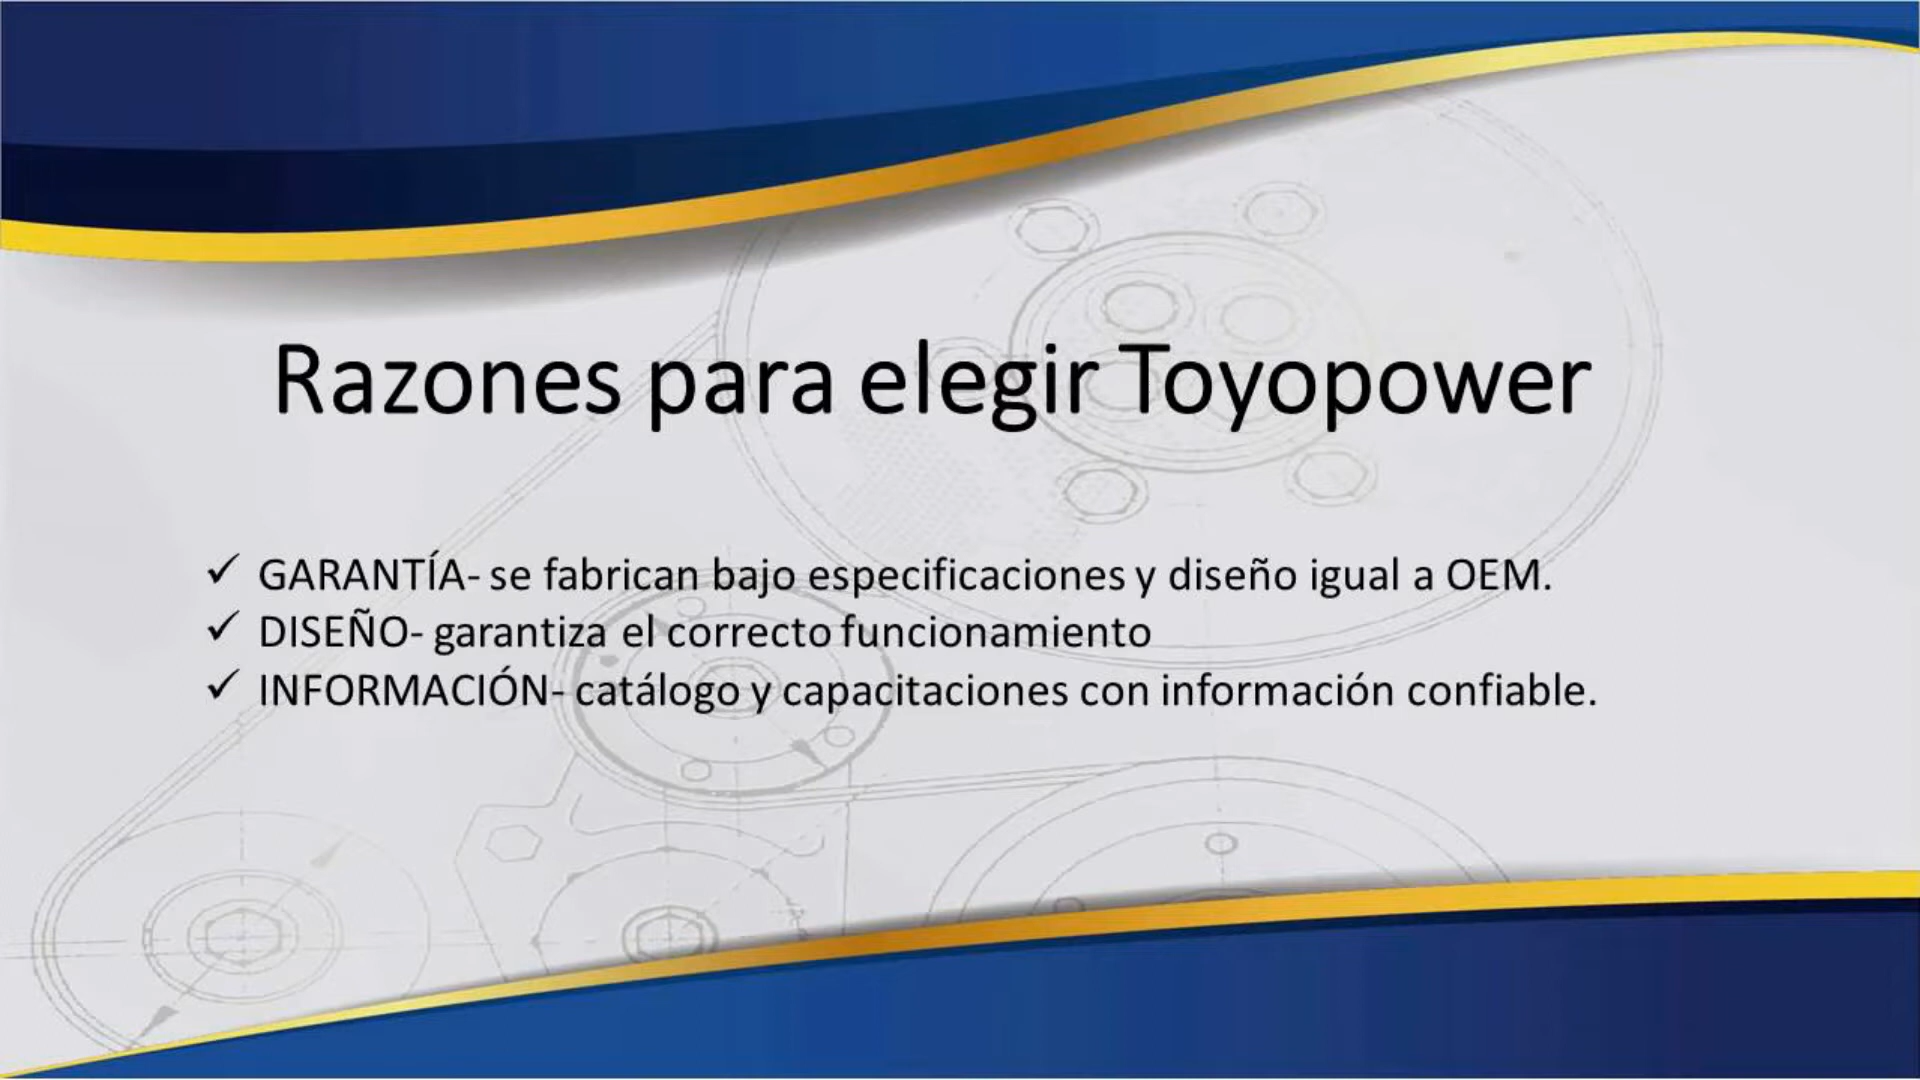 Razones para elegir Toyopower
✓ GARANTÍA- se fabrican bajo especificaciones y diseño igual a OEM.
✓ DISEÑO- garantiza el correcto funcionamiento
✓ INFORMACIÓN- catálogo y capacitaciones con información confiable.